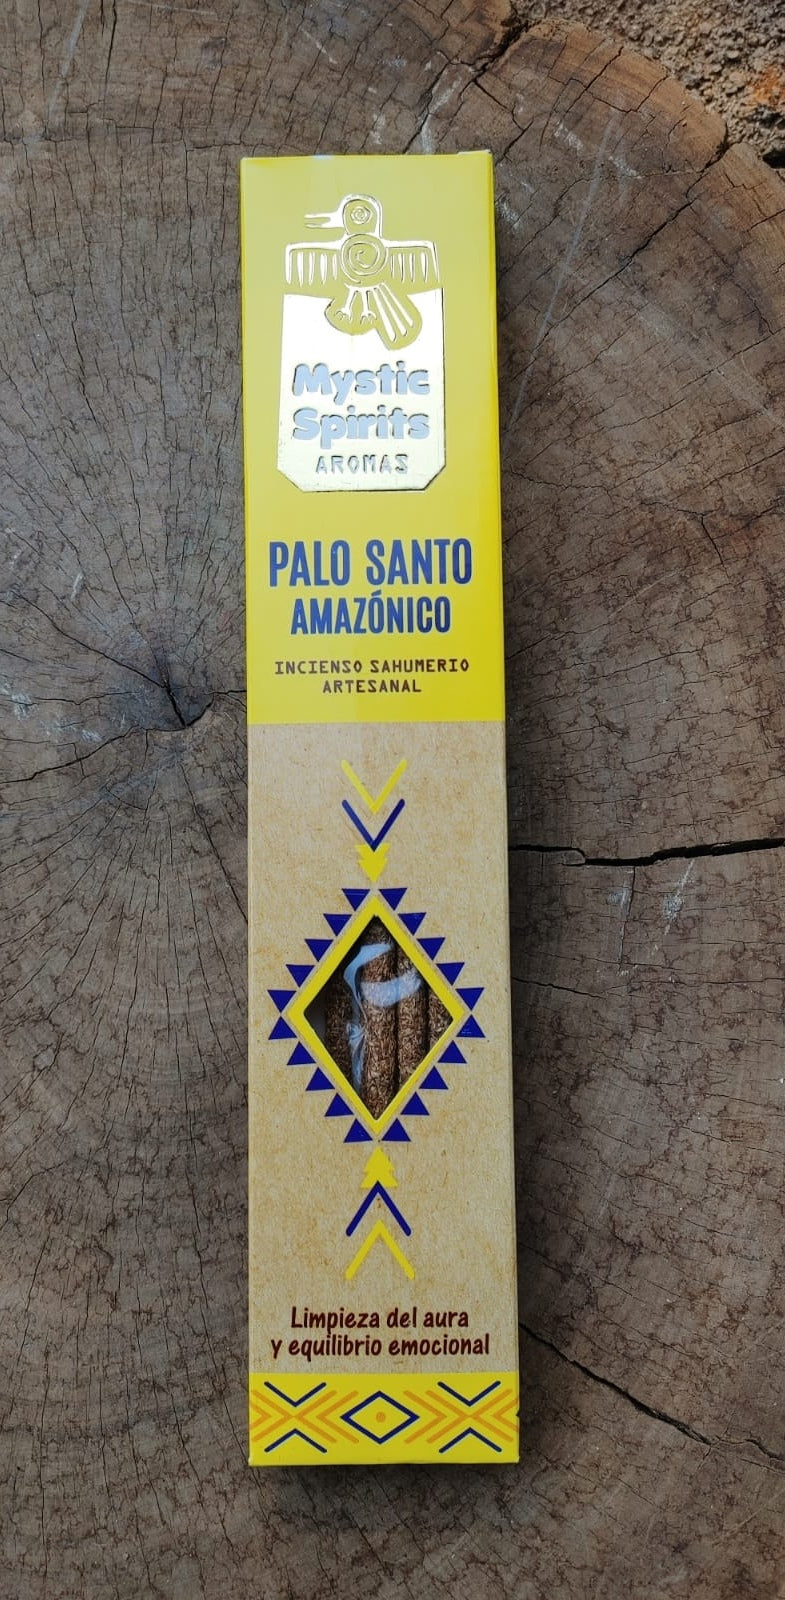 Mystic
Spirits
AROMAS
PALO SANTO
AMAZÓNICO
INCIENSO SAHUMERIO
ARTESANAL
Limpieza del aura
y equilibrio emocional